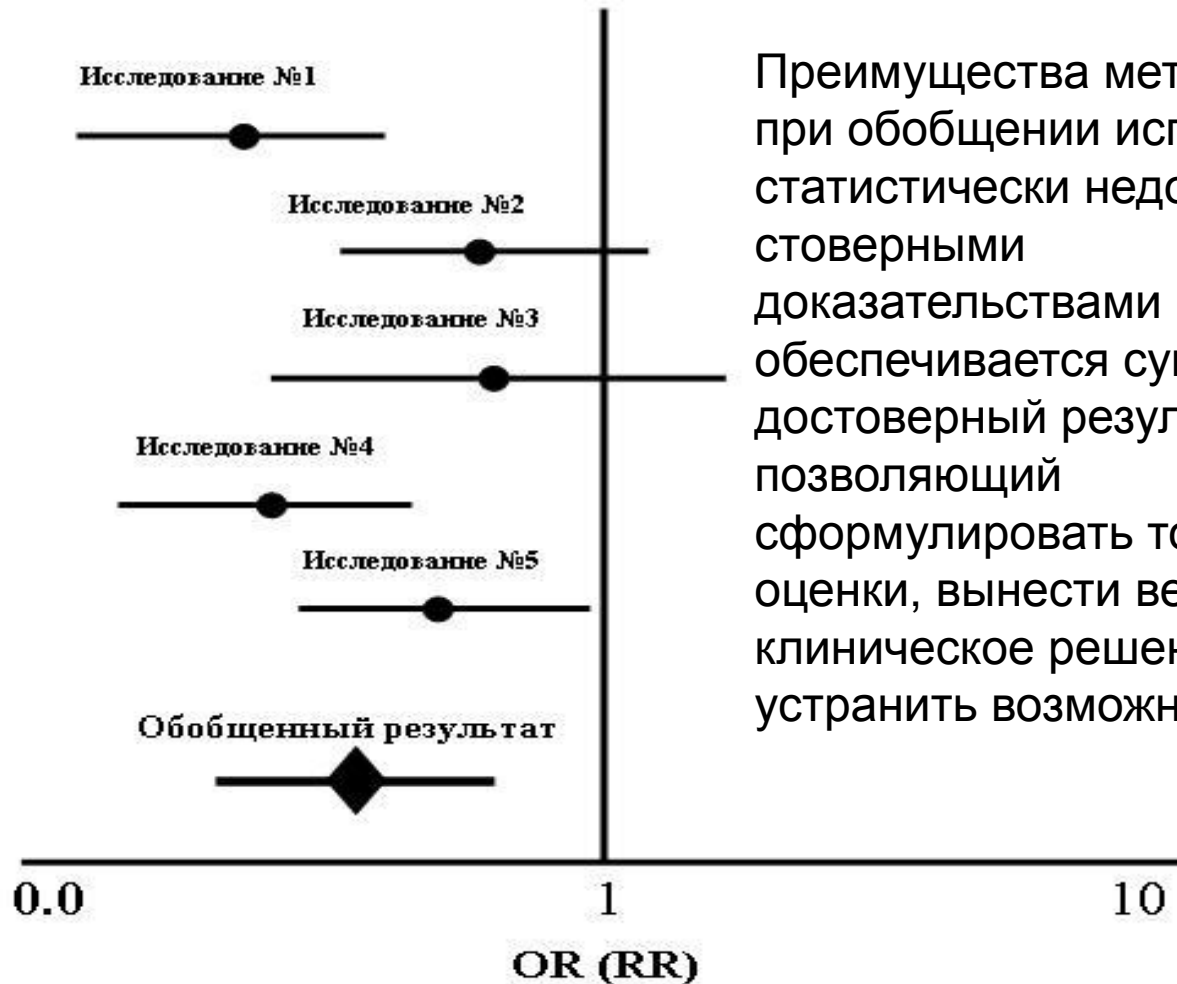 Исследование №1
Исследование №2
Исследование №3
Исследование №4
Исследование №5
Обобщенный результат
0.0 1 10
OR (RR)
Преимущества мет
при обобщении исп
статистически недо
стоверными
доказательствами
обеспечивается су
достоверный резул
позволяющий
сформулировать то
оценки, вынести ве
клиническое решен
устранить возможн